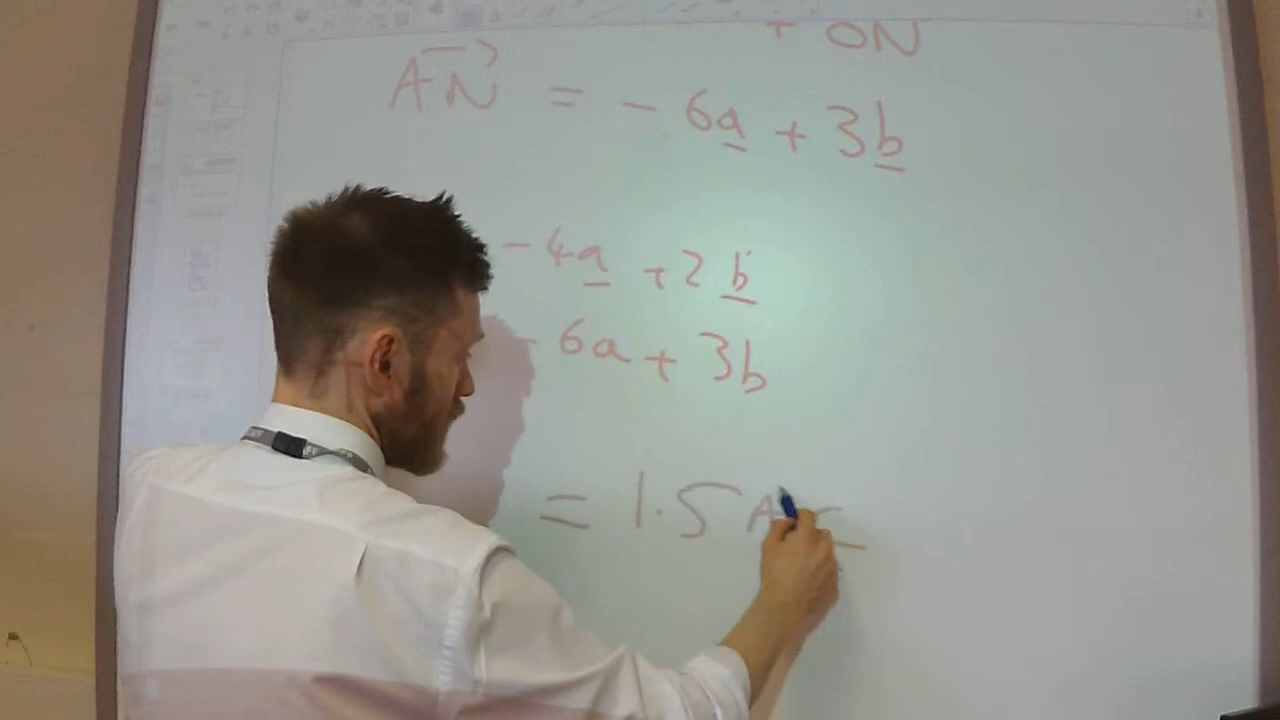 + ON
AN = - 6a + 3b
- 4a + 2b
- 6a + 3b
= 1.5 A